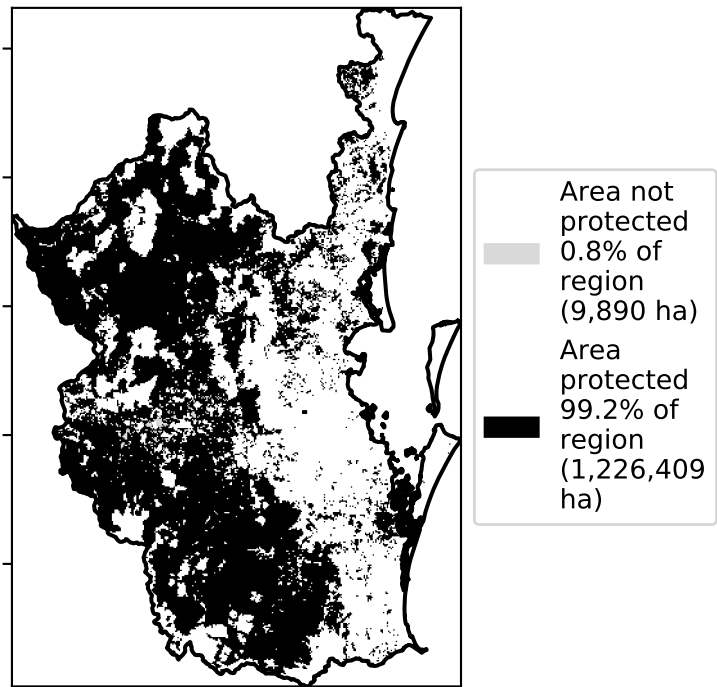 Area not
protected
0.8% of
region
(9,890 ha)
Area
protected
99.2% of
region
(1,226,409
ha)